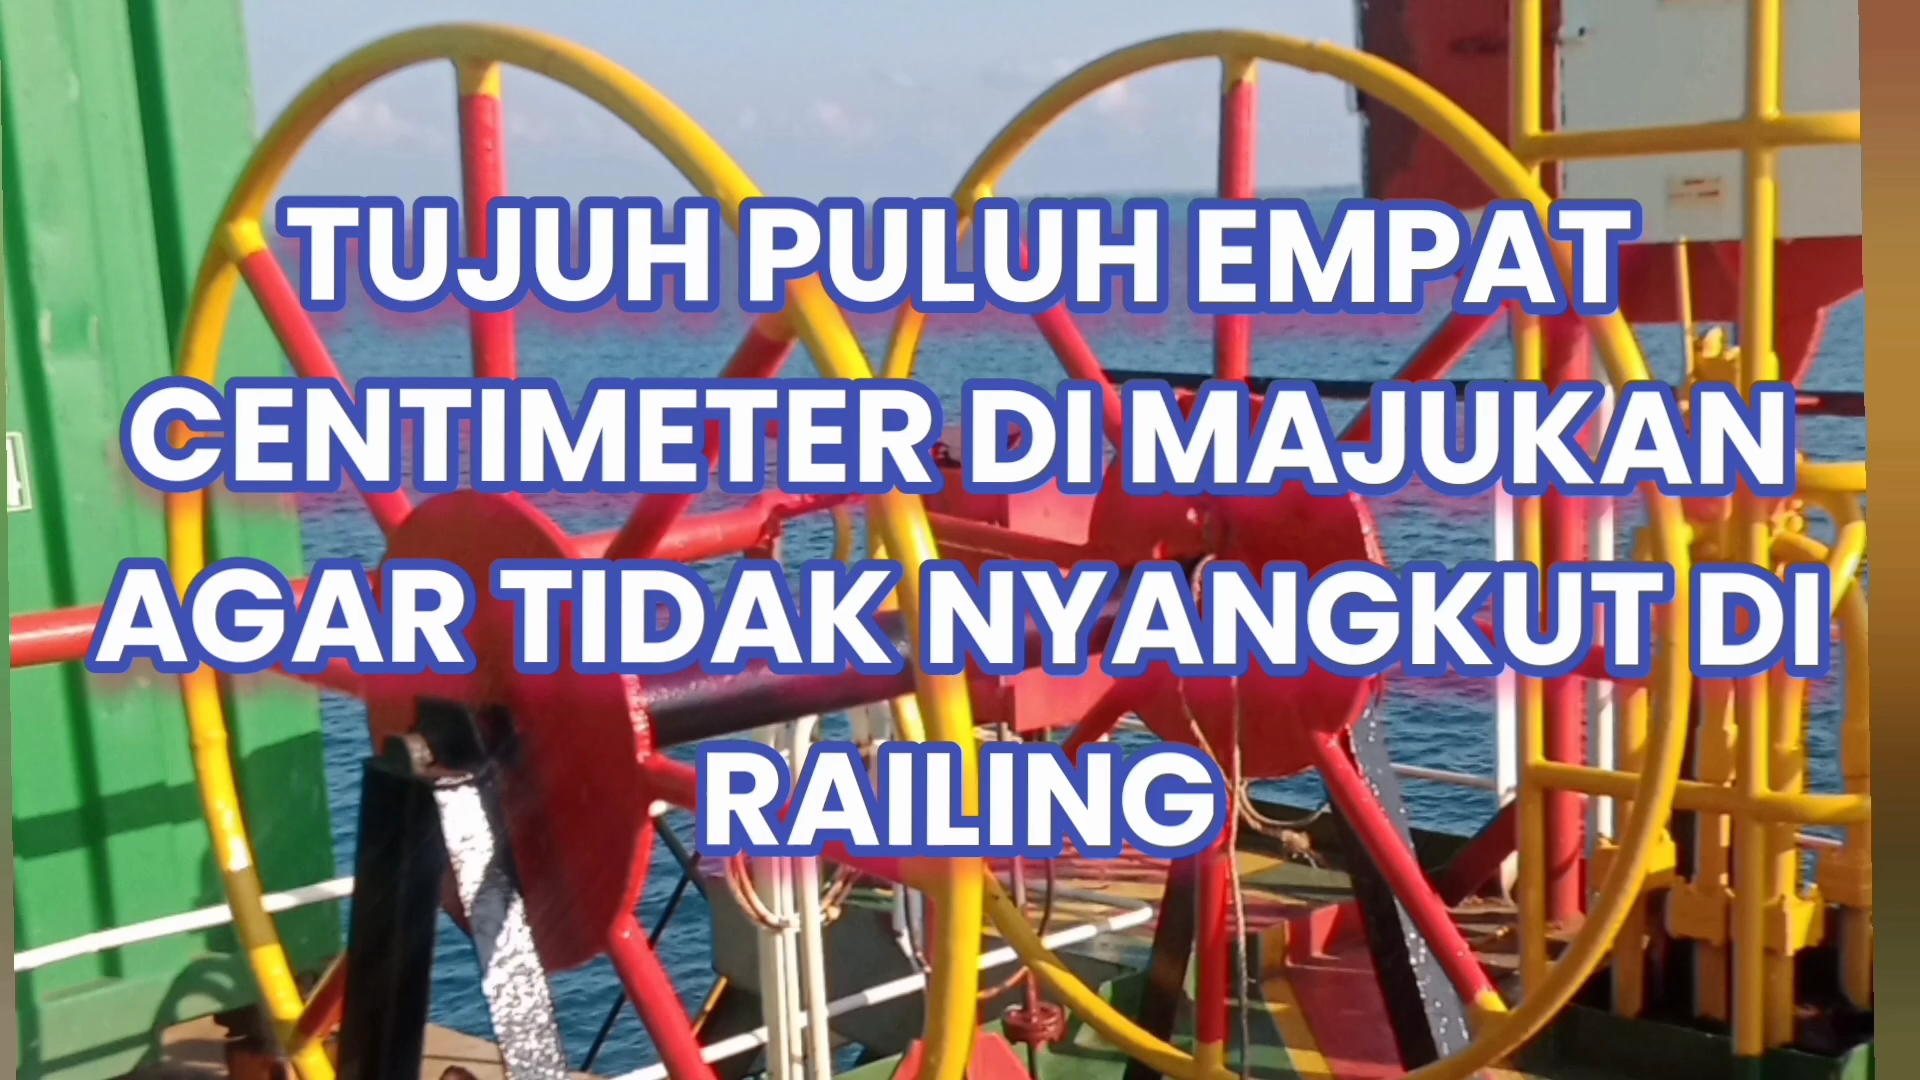 TUJUH PULUH EMPAT
CENTIMETER DI MAJUKAN
AGAR TIDAK NYANGKUT DI
RAILING